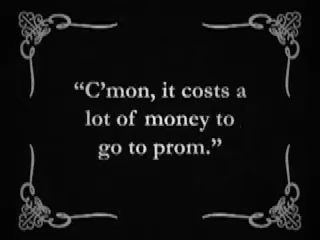 “C’mon, it costs a
lot of money to
go to prom.”